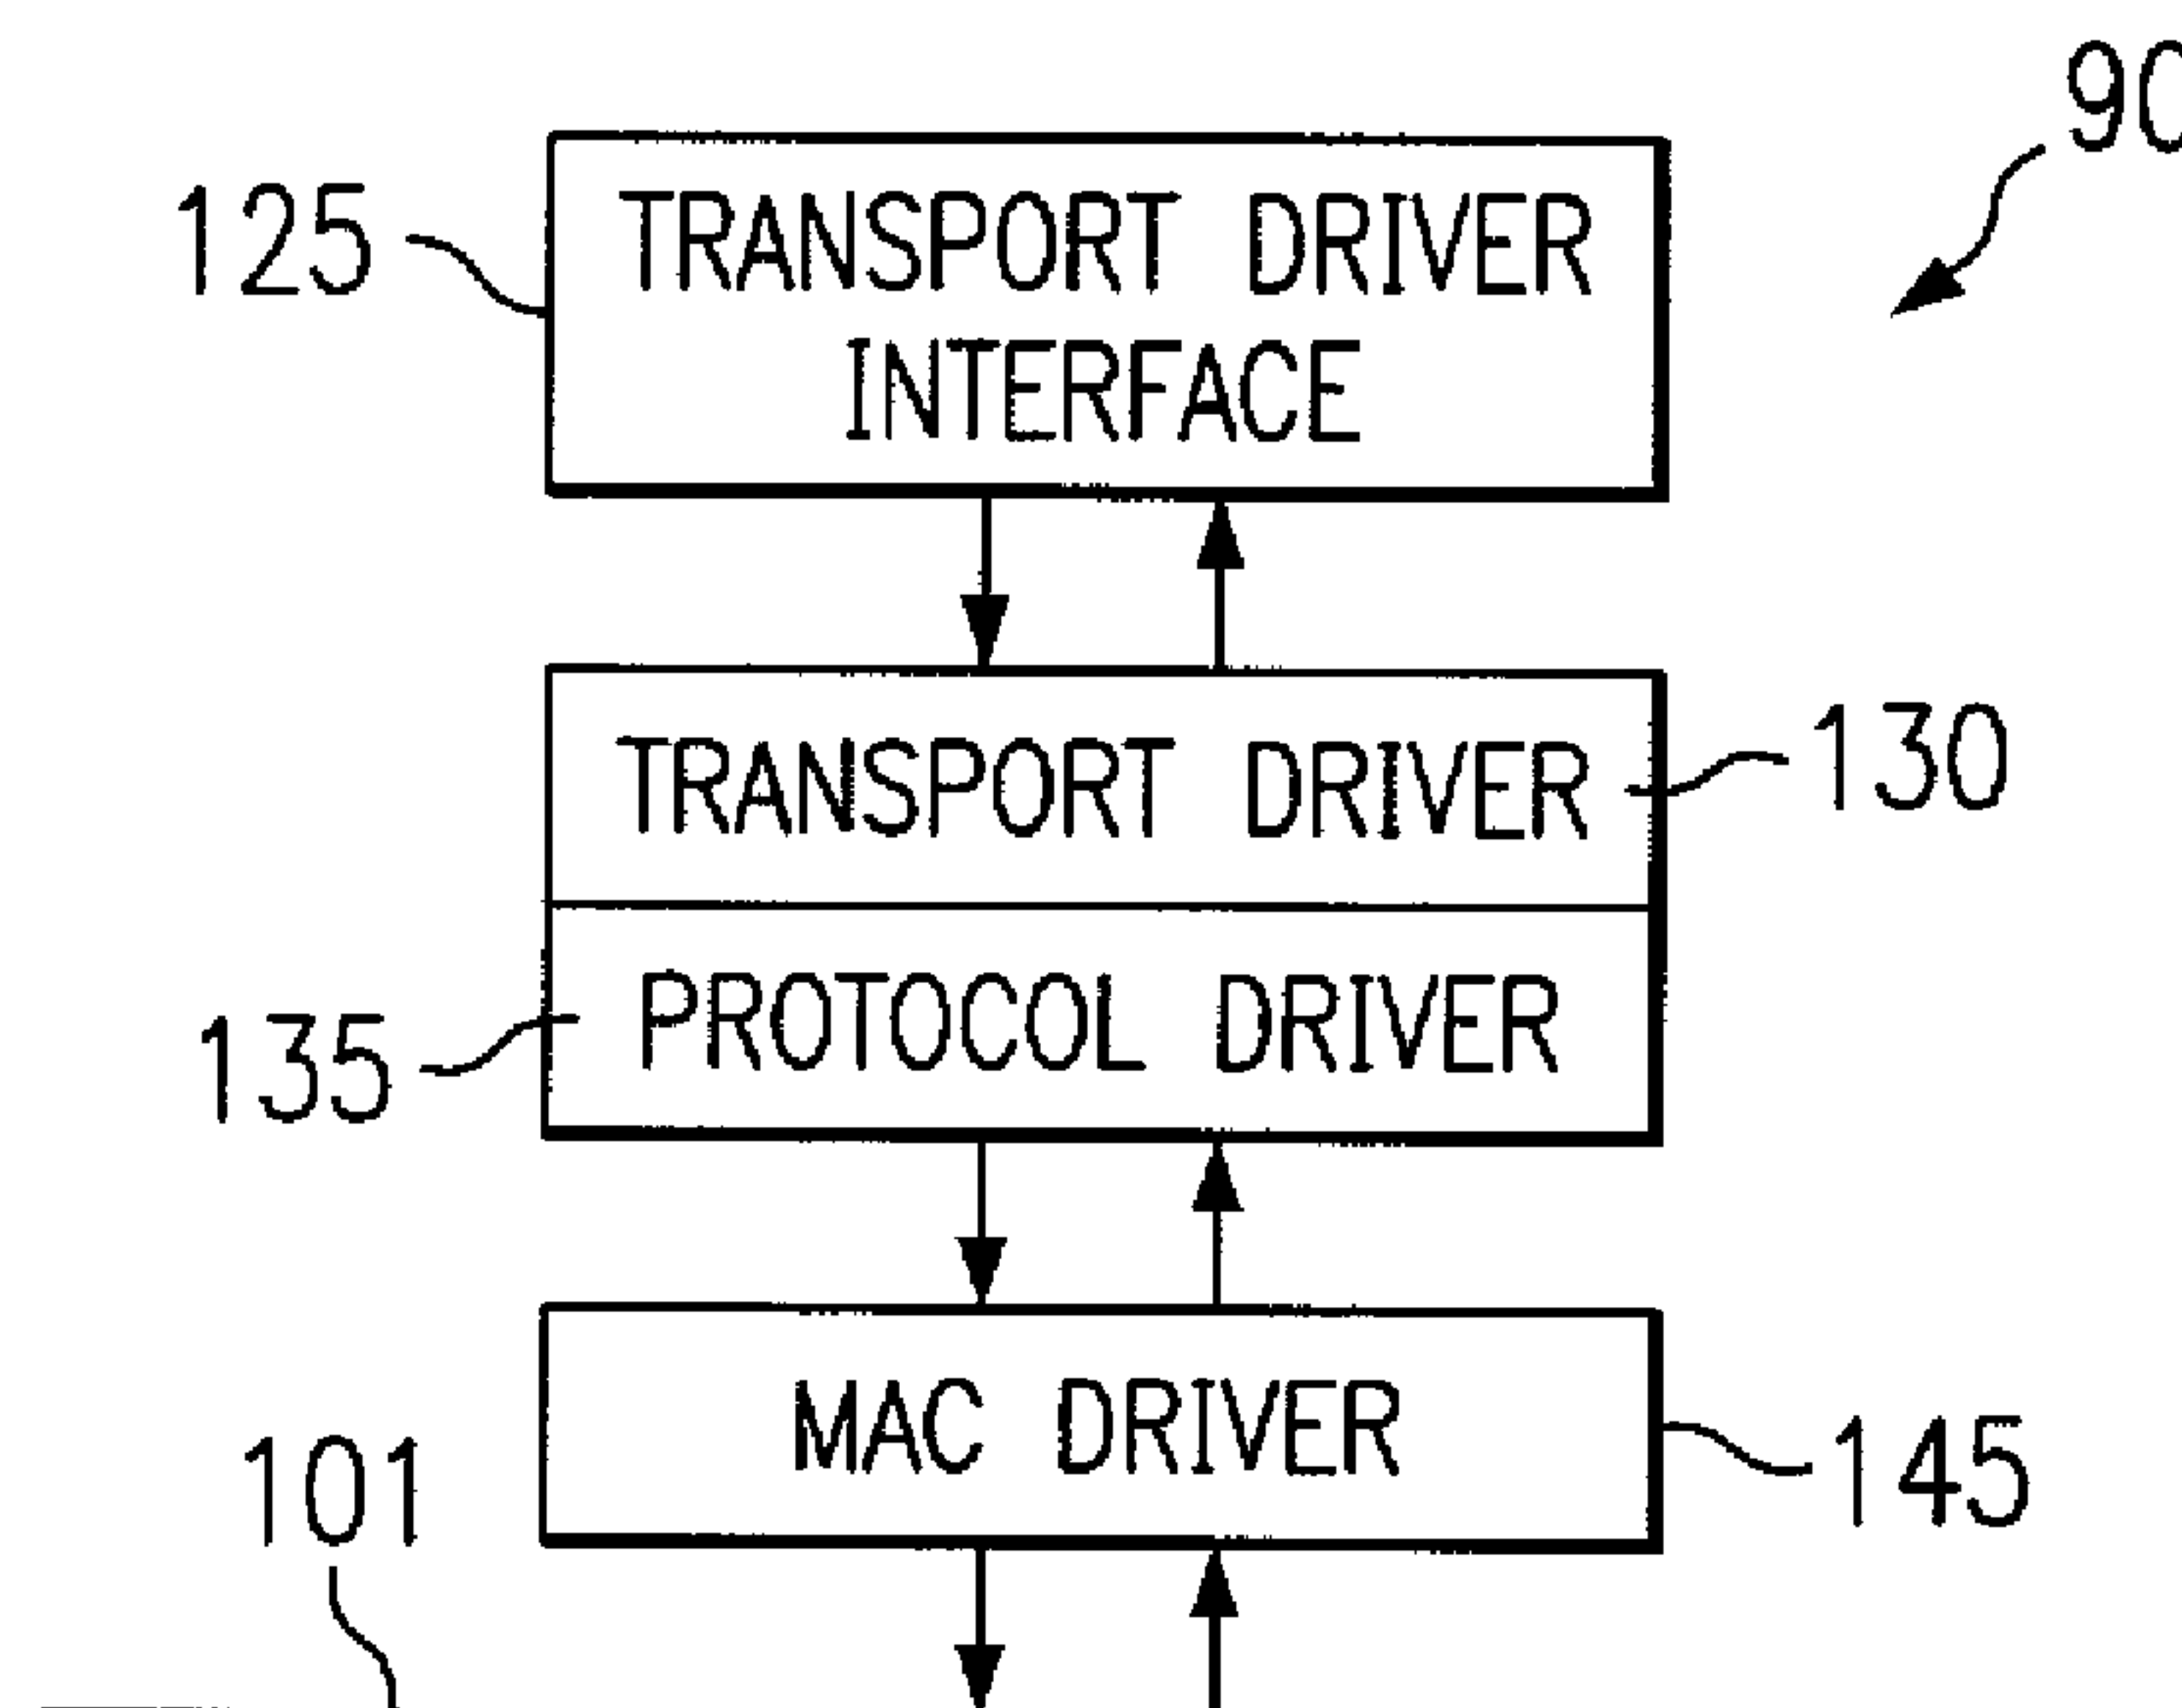 90
125
TRANSPORT DRIVER
INTERFACE
TRANSPORT DRIVER
130
PROTOCOL DRIVER
135
MAC DRIVER
145
101